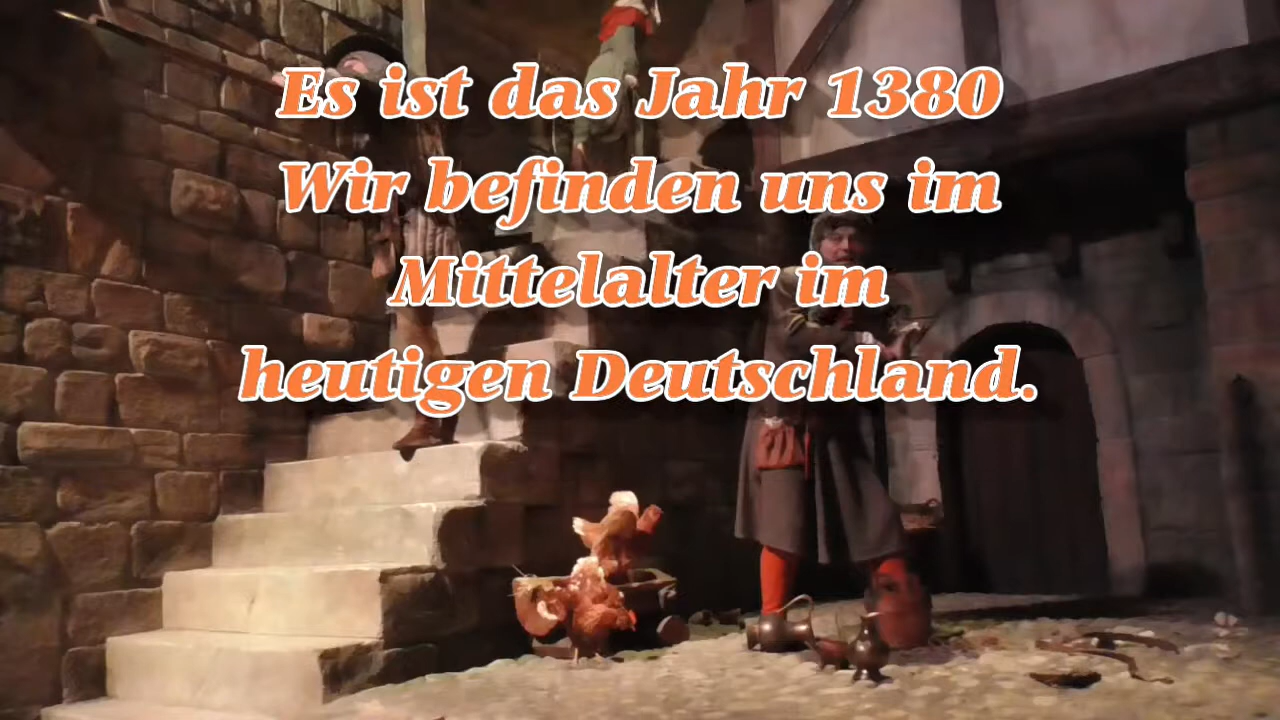 Es ist das Jahr 1380
Wir befinden uns im
Mittelalter im
heutigen Deutschland.